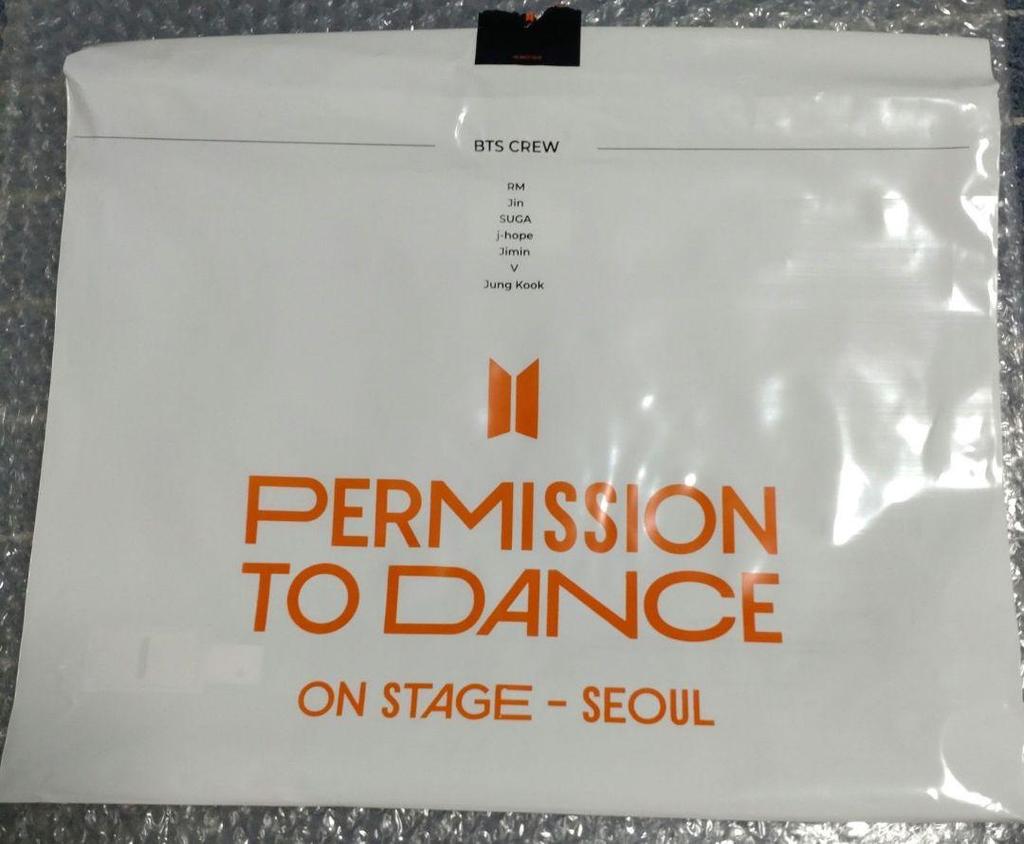 BTS CREW
RM
Jin
SUGA
j-hope
Jimin
V
Jung Kook
PERMISSION
TO DANCE
ON STAGE - SEOUL